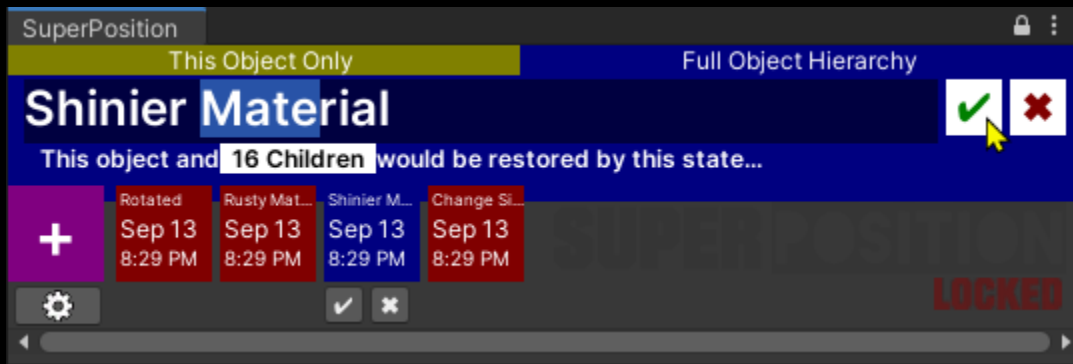 SuperPosition
This Object Only
Full Object Hierarchy
Shinier Material
This object and 16 Children would be restored by this state...
+
Rotated
Sep 13
8:29 PM
Rusty Mat...
Sep 13
8:29 PM
Shinier M...
Sep 13
8:29 PM
Change Si...
Sep 13
8:29 PM
SUPERPOSITION
LOCKED